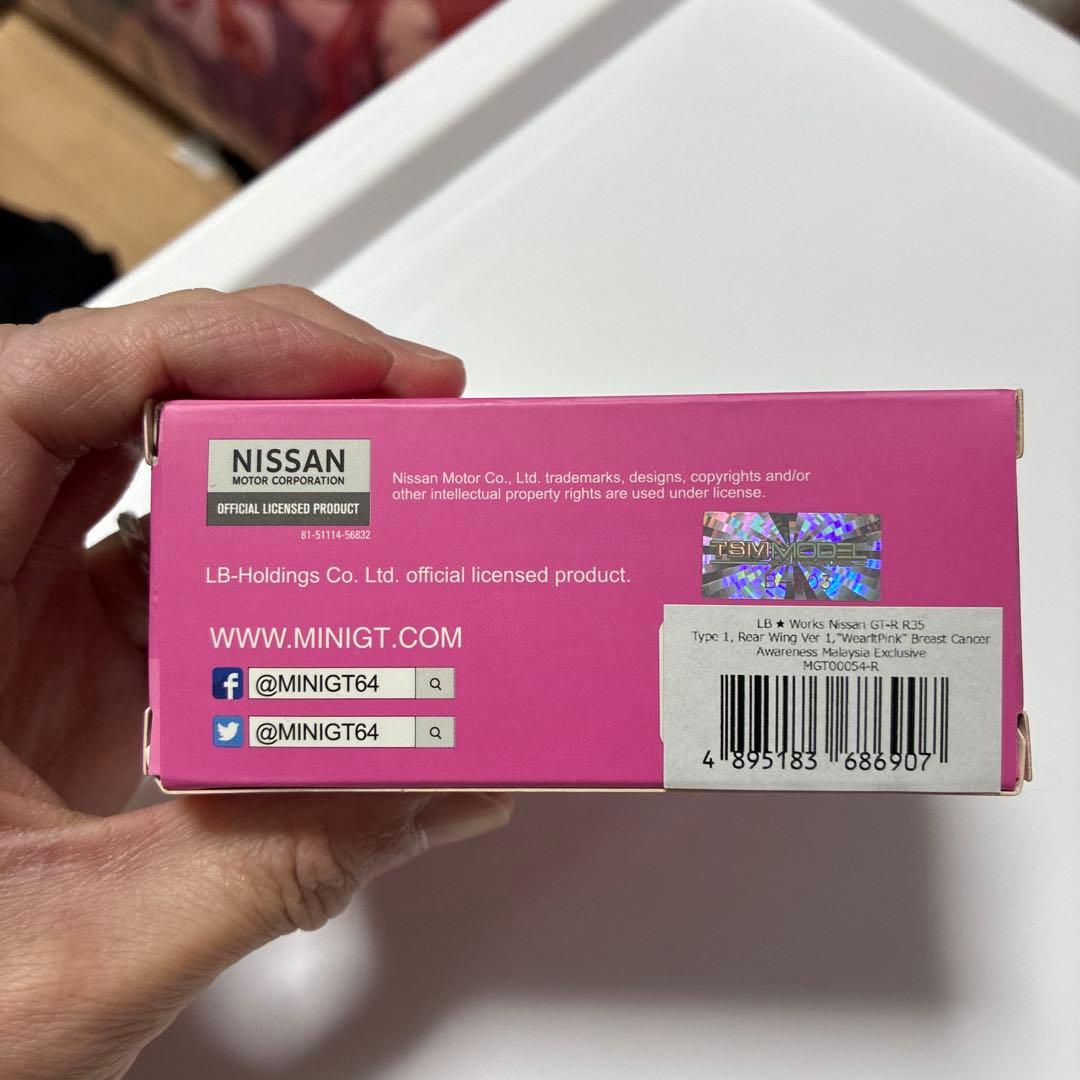 NISSAN
MOTOR CORPORATION
OFFICIAL LICENSED PRODUCT
81-51114-56832
Nissan Motor Co., Ltd. trademarks, designs, copyrights and/or
other intellectual property rights are used under license.
TSMMODEL
LB-Holdings Co. Ltd. official licensed product.
WWW.MINIGT.COM
f @MINIGT64
@MINIGT64
LB ★ Works Nissan GT-R R35
Type 1, Rear Wing Ver 1,"WearItPink" Breast Cancer
Awareness Malaysia Exclusive
MGT00054-R
4 895183 686907